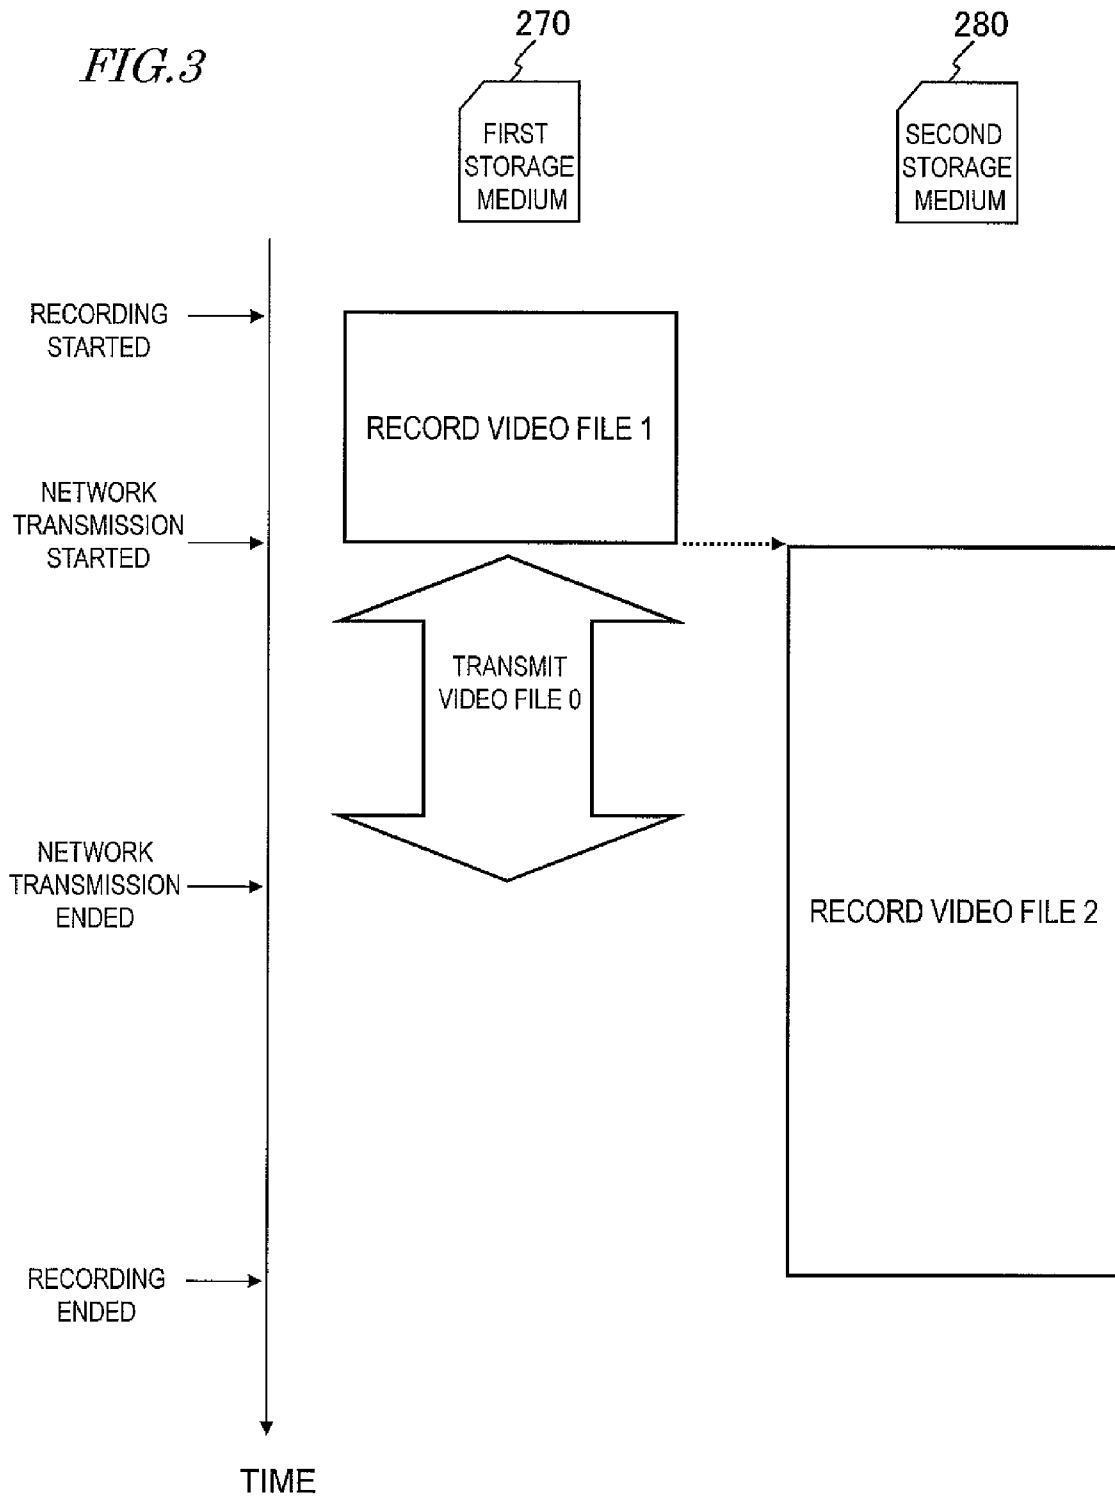 FIG.3
270
280
FIRST
STORAGE
MEDIUM
SECOND
STORAGE
MEDIUM
RECORDING
STARTED
RECORD VIDEO FILE 1
NETWORK
TRANSMISSION
STARTED
TRANSMIT
VIDEO FILE 0
NETWORK
TRANSMISSION
ENDED
RECORD VIDEO FILE 2
RECORDING
ENDED
TIME